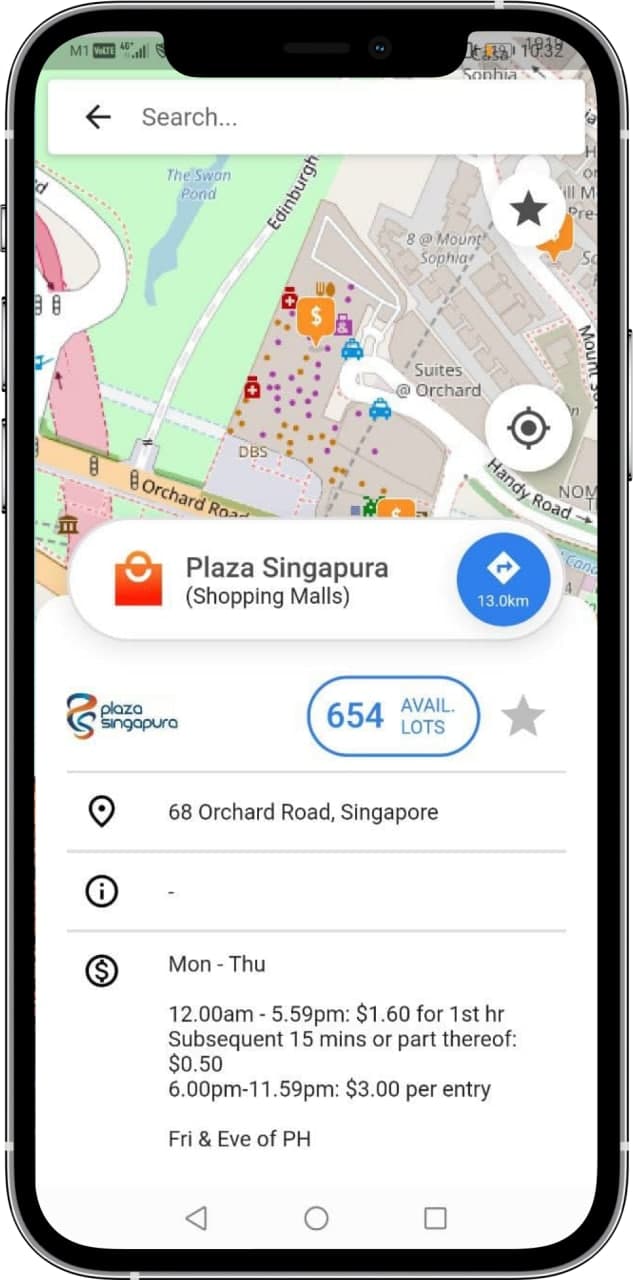 M1 VoLTE 4G+
1919
10:32
Casa
Sophia
Search...
The Swan
Pond
Edinburgh
8 @ Mount
Sophia
Pre-
Suites
@ Orchard
Mount So
DBS
Orchard Road
Handy Road →
NOM
Plaza Singapura
(Shopping Malls)
13.0km
plaza
singapura
654 AVAIL.
LOTS
68 Orchard Road, Singapore
-
Mon - Thu
12.00am - 5.59pm: $1.60 for 1st hr
Subsequent 15 mins or part thereof:
$0.50
6.00pm-11.59pm: $3.00 per entry
Fri & Eve of PH